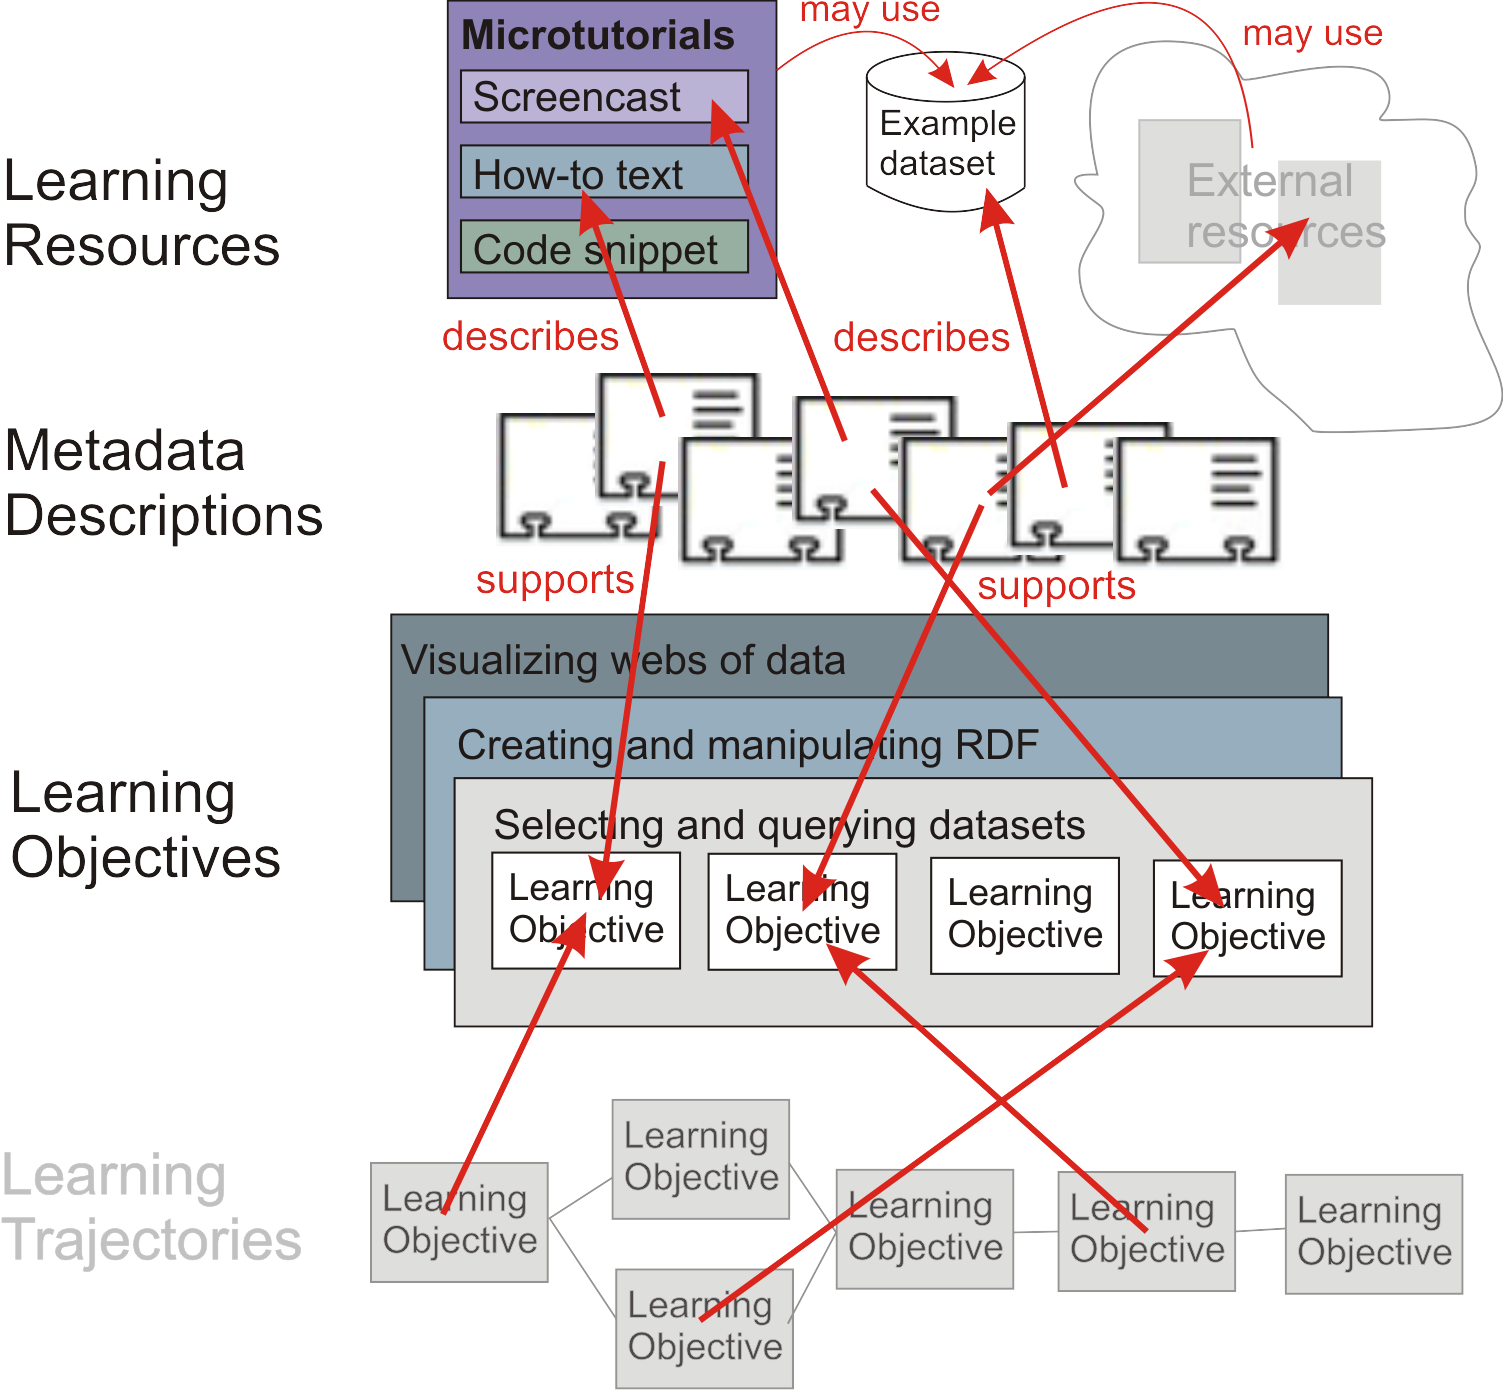 may use
may use
Microtutorials
Screencast
How-to text
Code snippet
Example
dataset
External
resources
Learning
Resources
describes
describes
Metadata
Descriptions
supports
supports
Visualizing webs of data
Creating and manipulating RDF
Selecting and querying datasets
Learning
Objectives
Learning
Objective
Learning
Objective
Learning
Objective
Learning
Objective
Learning
Trajectories
Learning
Objective
Learning
Objective
Learning
Objective
Learning
Objective
Learning
Objective
Learning
Objective